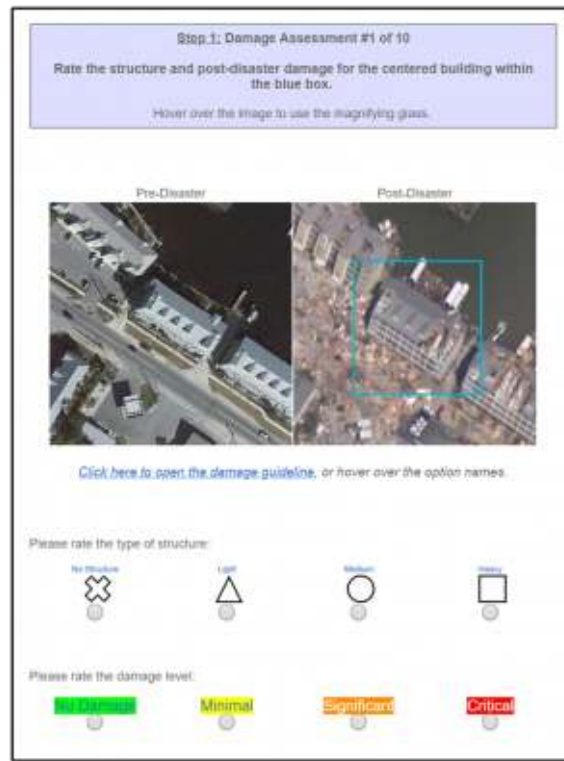 Step 1: Damage Assessment #1 of 10
Rate the structure and post-disaster damage for the centered building within
the blue box.
Hover over the image to use the magnifying glass.
Pre-Disaster Post-Disaster
Click here to open the damage guideline, or hover over the option names.
Please rate the type of structure:
No Structure Light Medium Heavy
Please rate the damage level:
No Damage Minimal Significant Critical